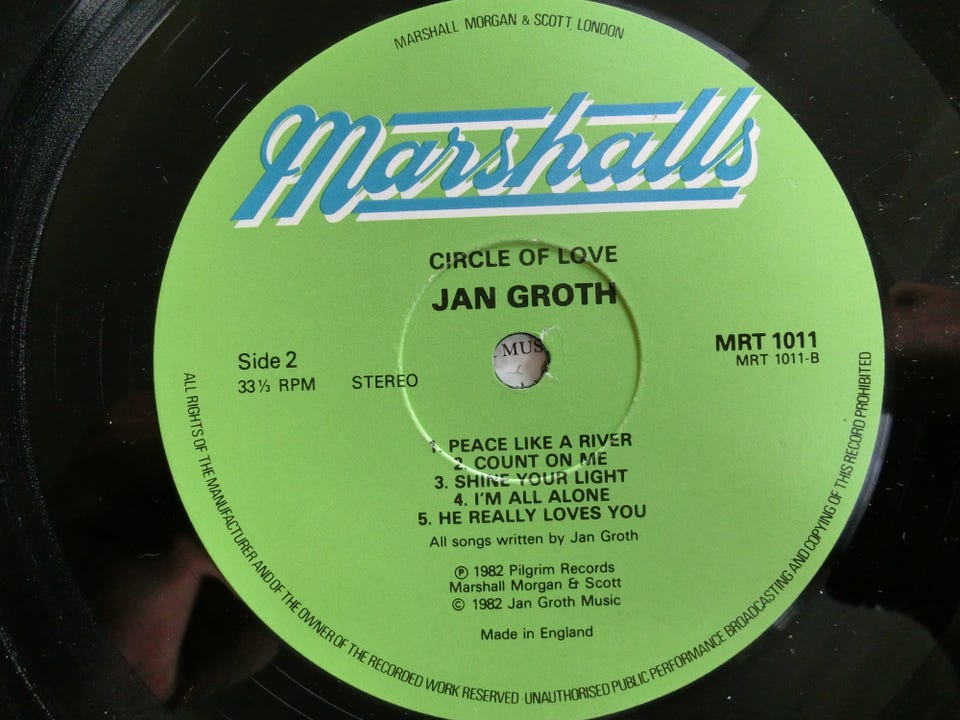 MARSHALL MORGAN & SCOTT, LONDON
Marshalls
CIRCLE OF LOVE
JAN GROTH
MUS
Side 2
33⅓ RPM STEREO
MRT 1011
MRT 1011-B
1. PEACE LIKE A RIVER
2. COUNT ON ME
3. SHINE YOUR LIGHT
4. I'M ALL ALONE
5. HE REALLY LOVES YOU
All songs written by Jan Groth
℗ 1982 Pilgrim Records
Marshall Morgan & Scott
© 1982 Jan Groth Music
Made in England
ALL RIGHTS OF THE MANUFACTURER AND OF THE OWNER OF THE RECORDED WORK RESERVED UNAUTHORISED PUBLIC PERFORMANCE BROADCASTING AND COPYING OF THIS RECORD PROHIBITED